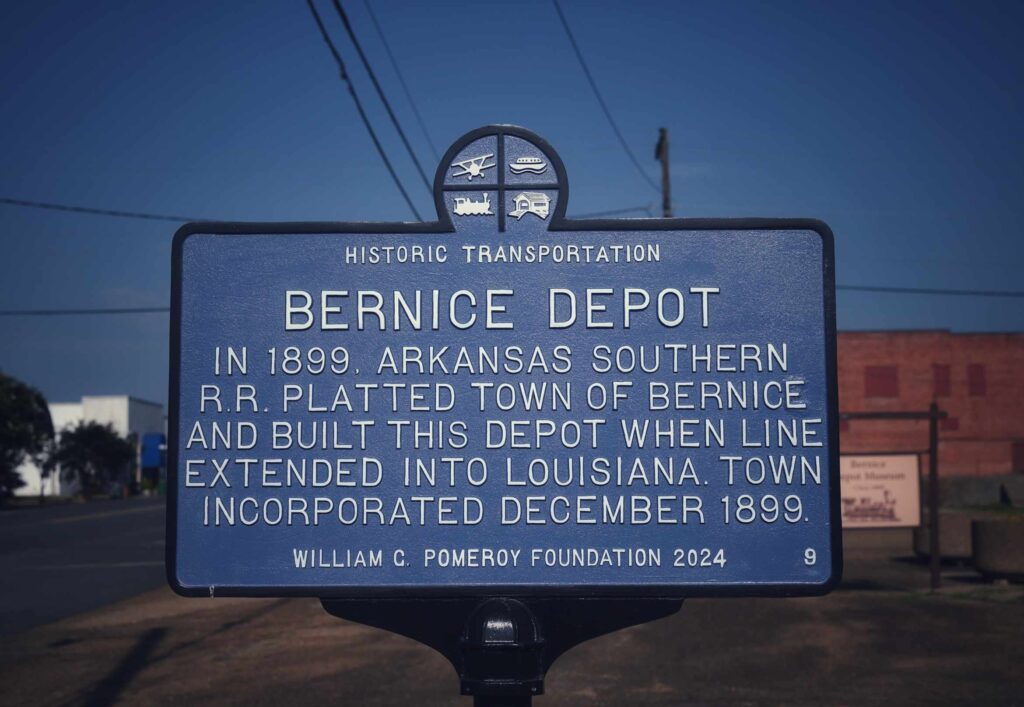 HISTORIC TRANSPORTATION
BERNICE DEPOT
IN 1899, ARKANSAS SOUTHERN
R.R. PLATTED TOWN OF BERNICE
AND BUILT THIS DEPOT WHEN LINE
EXTENDED INTO LOUISIANA. TOWN
INCORPORATED DECEMBER 1899.
WILLIAM G. POMEROY FOUNDATION 2024 9
Bernice
Museum